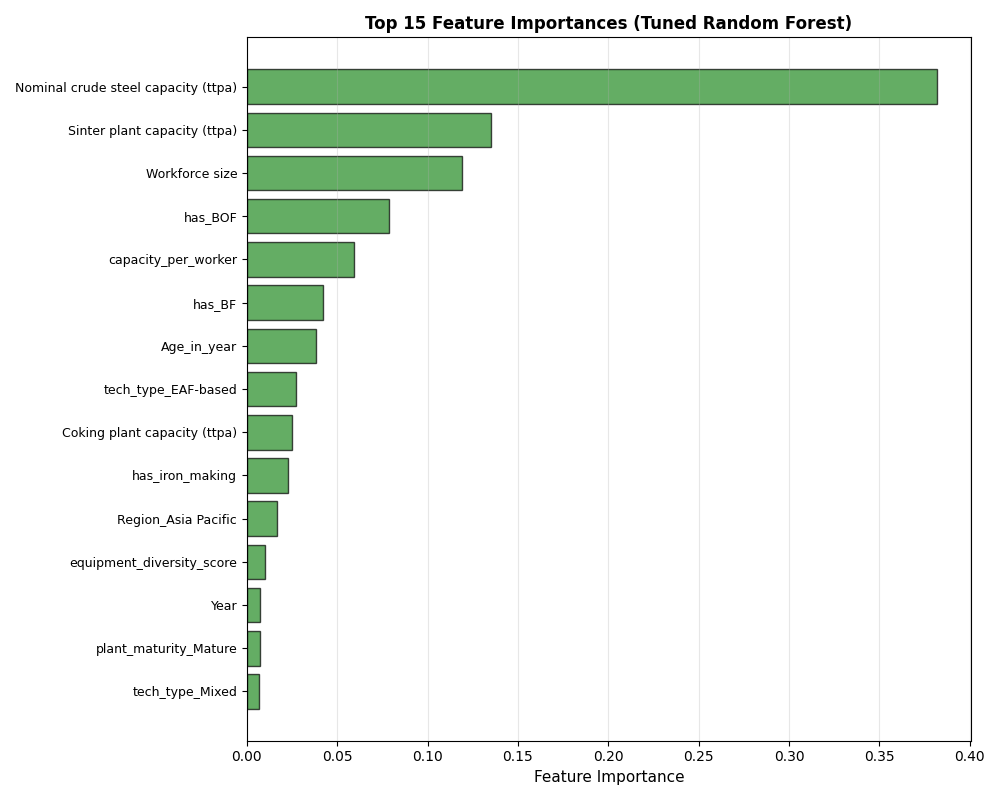 Top 15 Feature Importances (Tuned Random Forest)
Nominal crude steel capacity (ttpa)
Sinter plant capacity (ttpa)
Workforce size
has_BOF
capacity_per_worker
has_BF
Age_in_year
tech_type_EAF-based
Coking plant capacity (ttpa)
has_iron_making
Region_Asia Pacific
equipment_diversity_score
Year
plant_maturity_Mature
tech_type_Mixed
0.00 0.05 0.10 0.15 0.20 0.25 0.30 0.35 0.40
Feature Importance